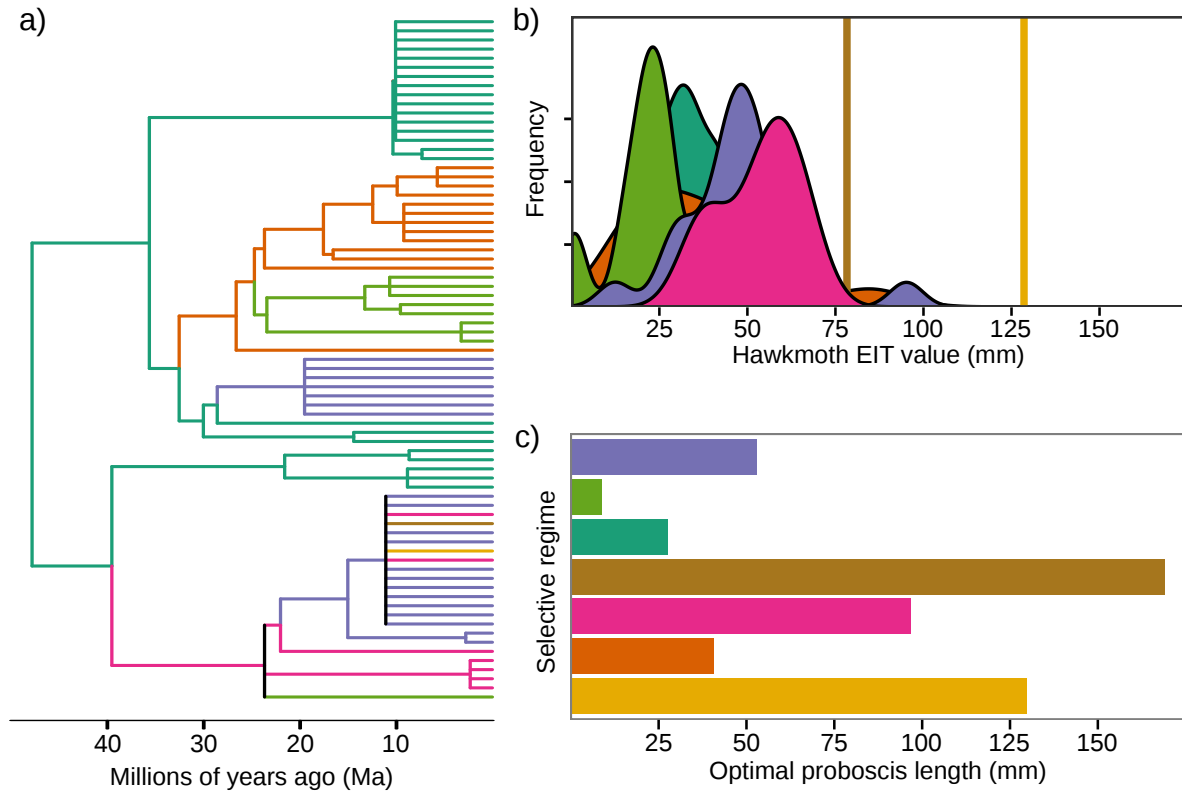 a)
40 30 20 10
Millions of years ago (Ma)
b)
Frequency
25 50 75 100 125 150
Hawkmoth EIT value (mm)
c)
Selective regime
25 50 75 100 125 150
Optimal proboscis length (mm)